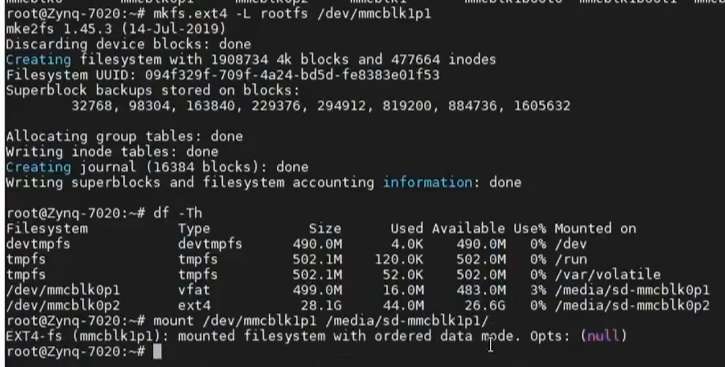 root@Zynq-7020:~# mkfs.ext4 -L rootfs /dev/mmcblk1p1
mke2fs 1.45.3 (14-Jul-2019)
Discarding device blocks: done
Creating filesystem with 1908734 4k blocks and 477664 inodes
Filesystem UUID: 094f329f-709f-4a24-bd5d-fe8383e01f53
Superblock backups stored on blocks:
        32768, 98304, 163840, 229376, 294912, 819200, 884736, 1605632

Allocating group tables: done
Writing inode tables: done
Creating journal (16384 blocks): done
Writing superblocks and filesystem accounting information: done

root@Zynq-7020:~# df -Th
Filesystem           Type            Size      Used Available Use% Mounted on
devtmpfs             devtmpfs      490.0M      4.0K    490.0M   0% /dev
tmpfs                tmpfs         502.1M    120.0K    502.0M   0% /run
tmpfs                tmpfs         502.1M     52.0K    502.0M   0% /var/volatile
/dev/mmcblk0p1       vfat          499.0M     16.0M    483.0M   3% /media/sd-mmcblk0p1
/dev/mmcblk0p2       ext4           28.1G     44.0M     26.6G   0% /media/sd-mmcblk0p2
root@Zynq-7020:~# mount /dev/mmcblk1p1 /media/sd-mmcblk1p1/
EXT4-fs (mmcblk1p1): mounted filesystem with ordered data mode. Opts: (null)
root@Zynq-7020:~#